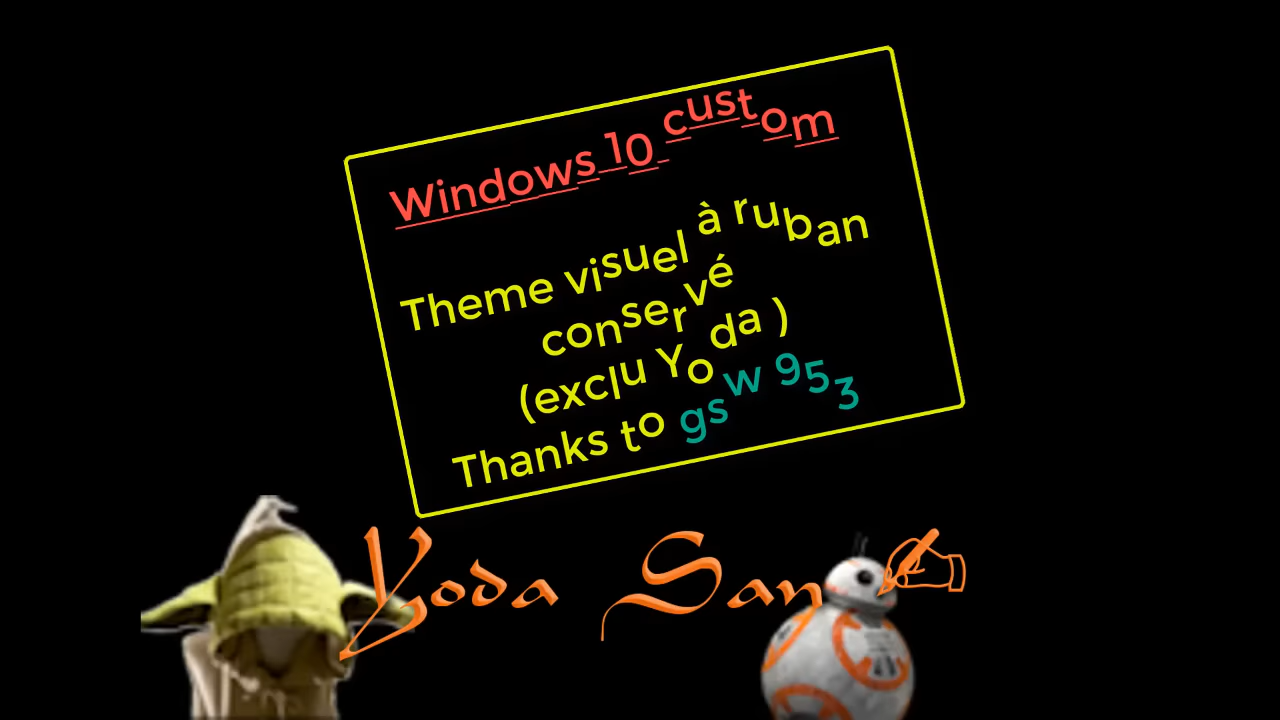 Windows 10 custom
Theme visuel à ruban
conservé
(exclu Yoda )
Thanks to gsw 953
Yoda San